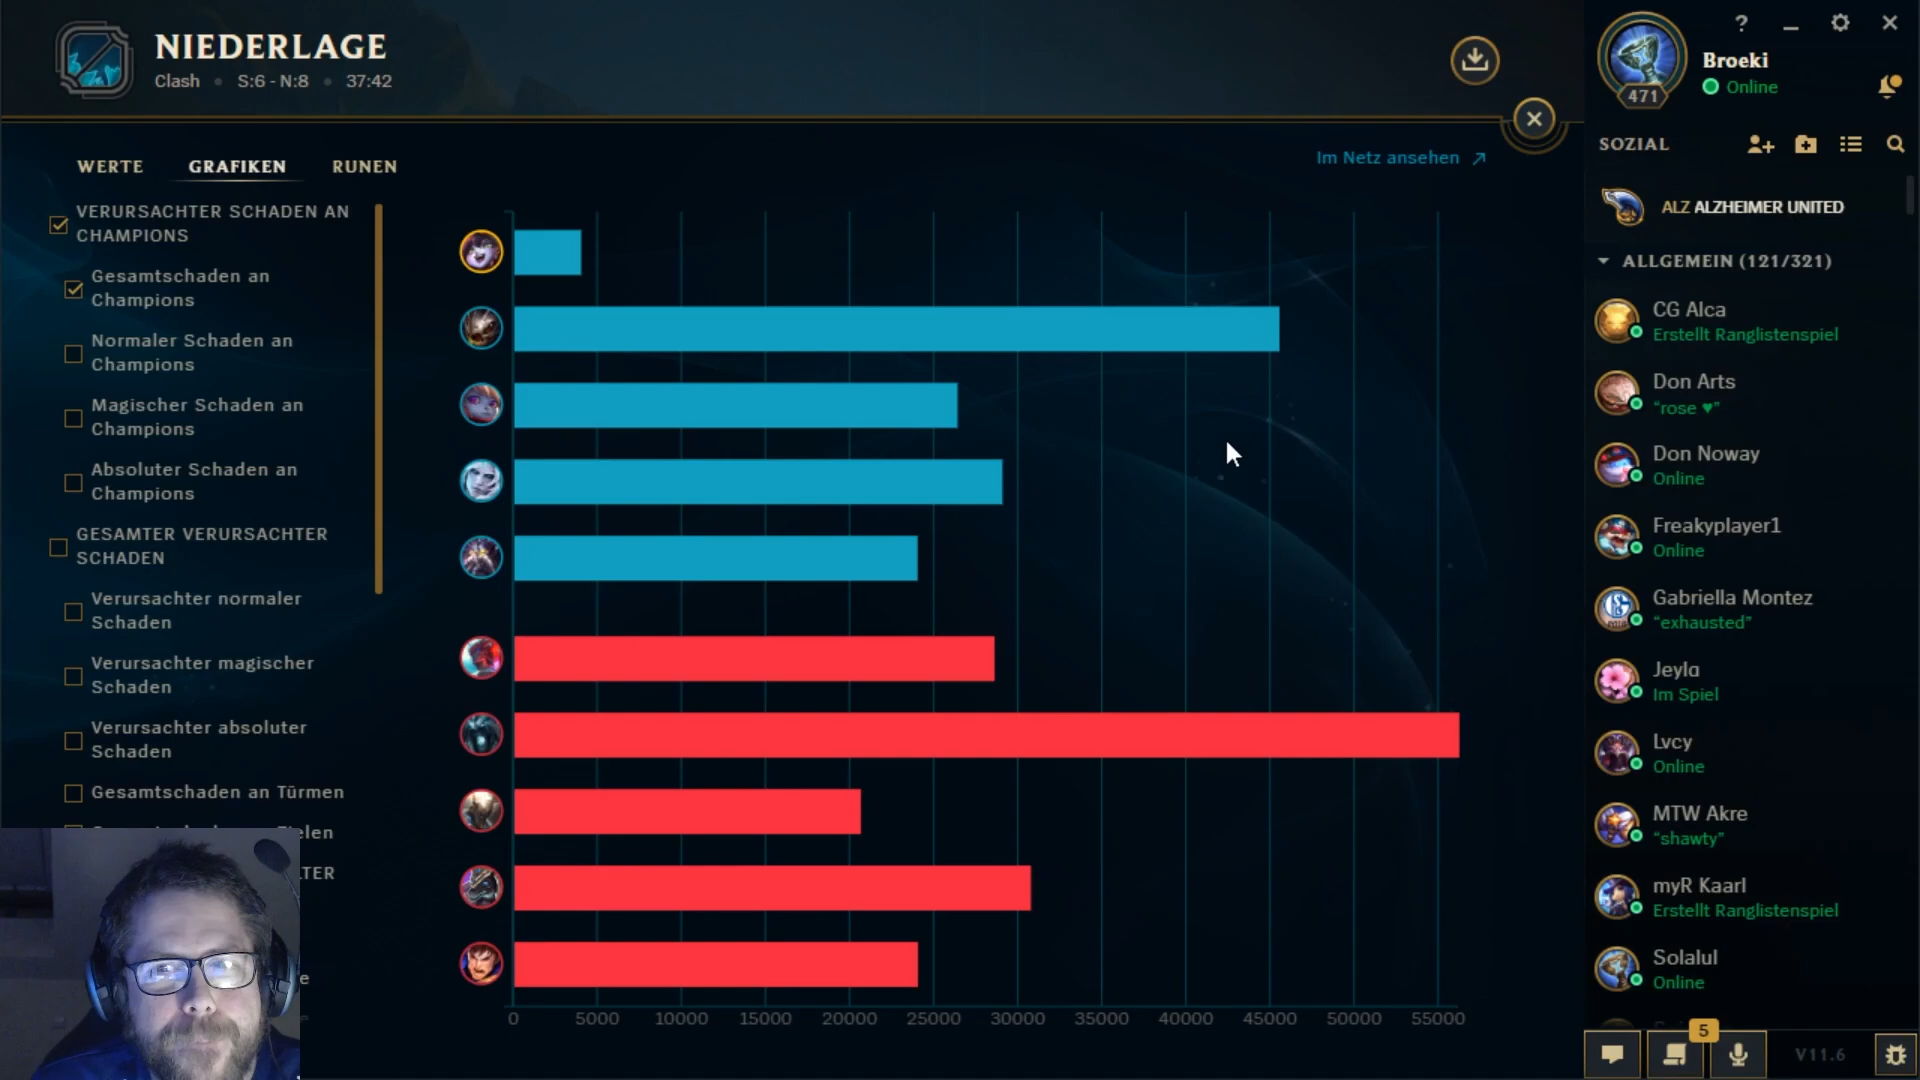 NIEDERLAGE
Clash • S:6 - N:8 • 37:42
WERTE
GRAFIKEN
RUNEN
Im Netz ansehen
VERURSACHTER SCHADEN AN
CHAMPIONS
Gesamtschaden an
Champions
Normaler Schaden an
Champions
Magischer Schaden an
Champions
Absoluter Schaden an
Champions
GESAMTER VERURSACHTER
SCHADEN
Verursachter normaler
Schaden
Verursachter magischer
Schaden
Verursachter absoluter
Schaden
Gesamtschaden an Türmen
0
5000
10000
15000
20000
25000
30000
35000
40000
45000
50000
55000
?
471
Broeki
Online
SOZIAL
ALZ ALZHEIMER UNITED
ALLGEMEIN (121/321)
CG Alca
Erstellt Ranglistenspiel
Don Arts
“rose ♥”
Don Noway
Online
Freakyplayer1
Online
Gabriella Montez
“exhausted”
Jeyla
Im Spiel
Lvcy
Online
MTW Akre
“shawty”
myR Kaarl
Erstellt Ranglistenspiel
Solalul
Online
5
V11.6